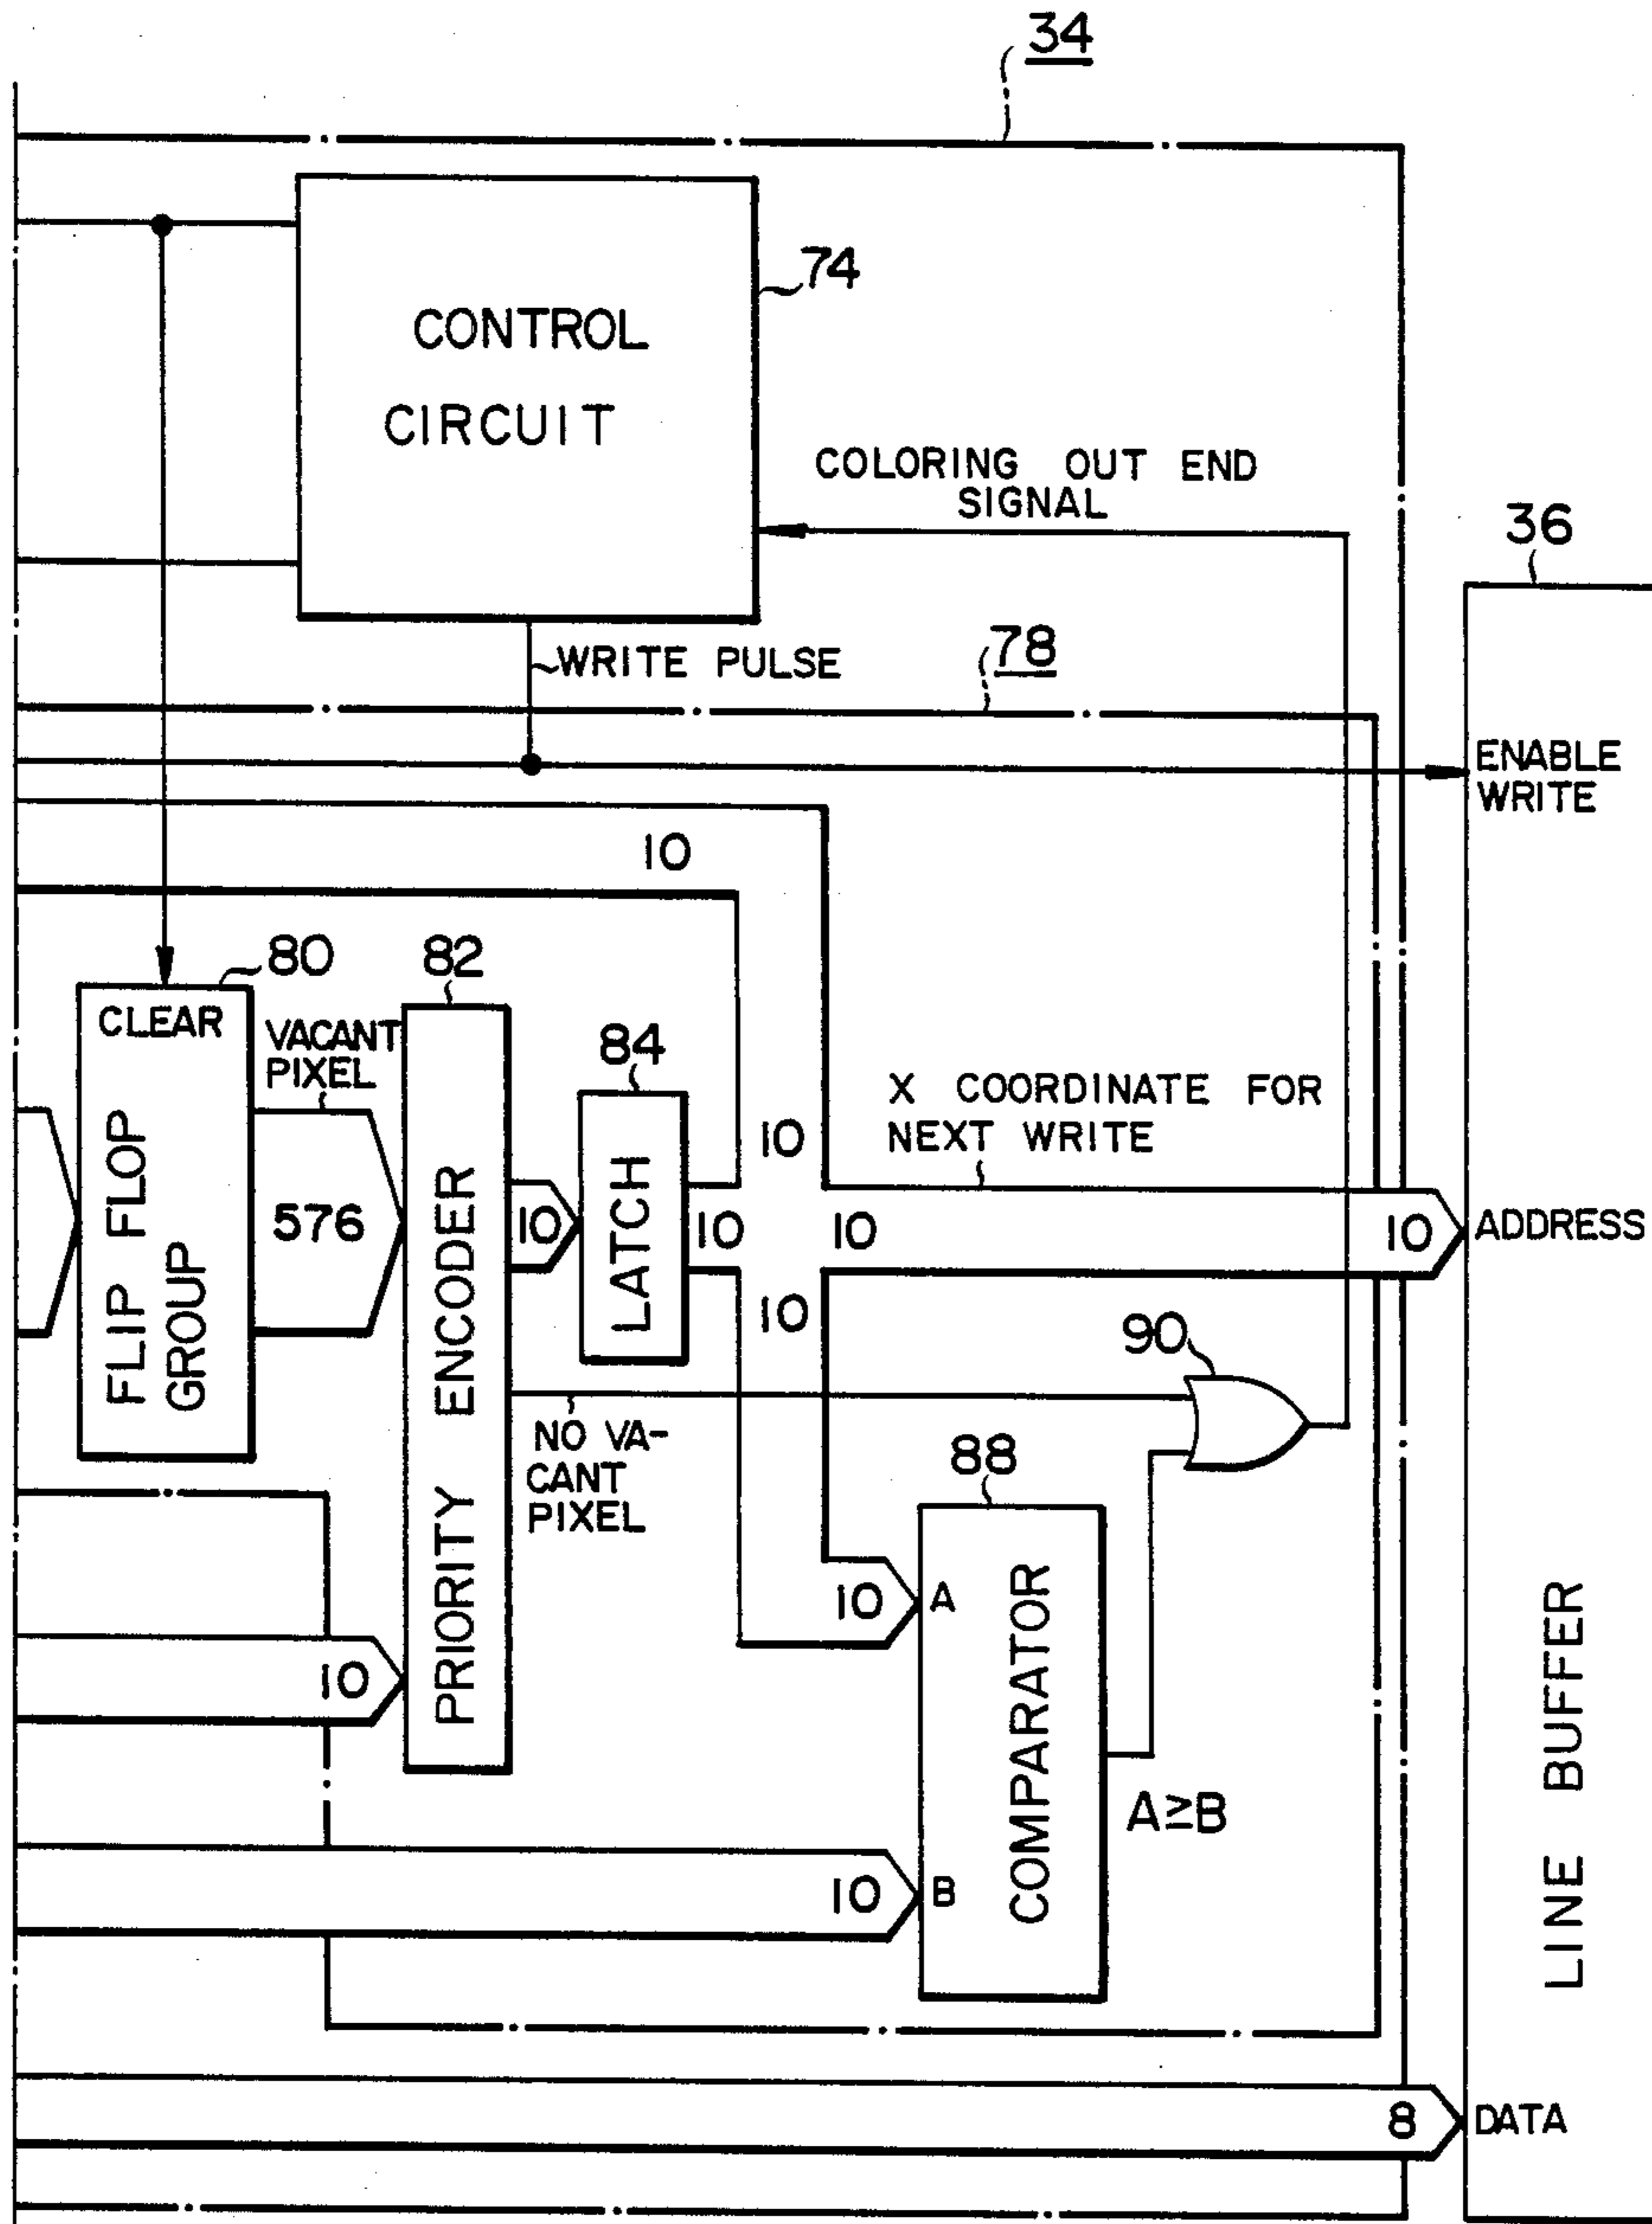 34
74
CONTROL
CIRCUIT
COLORING OUT END
SIGNAL
36
WRITE PULSE
78
ENABLE
WRITE
10
80
82
CLEAR
VACANT
PIXEL
84
X COORDINATE FOR
NEXT WRITE
10
FLIP FLOP
GROUP
576
PRIORITY ENCODER
10
LATCH
10
10
10
ADDRESS
10
90
NO VA-
CANT
PIXEL
88
10
A
COMPARATOR
10
A≥B
10
B
LINE BUFFER
8
DATA